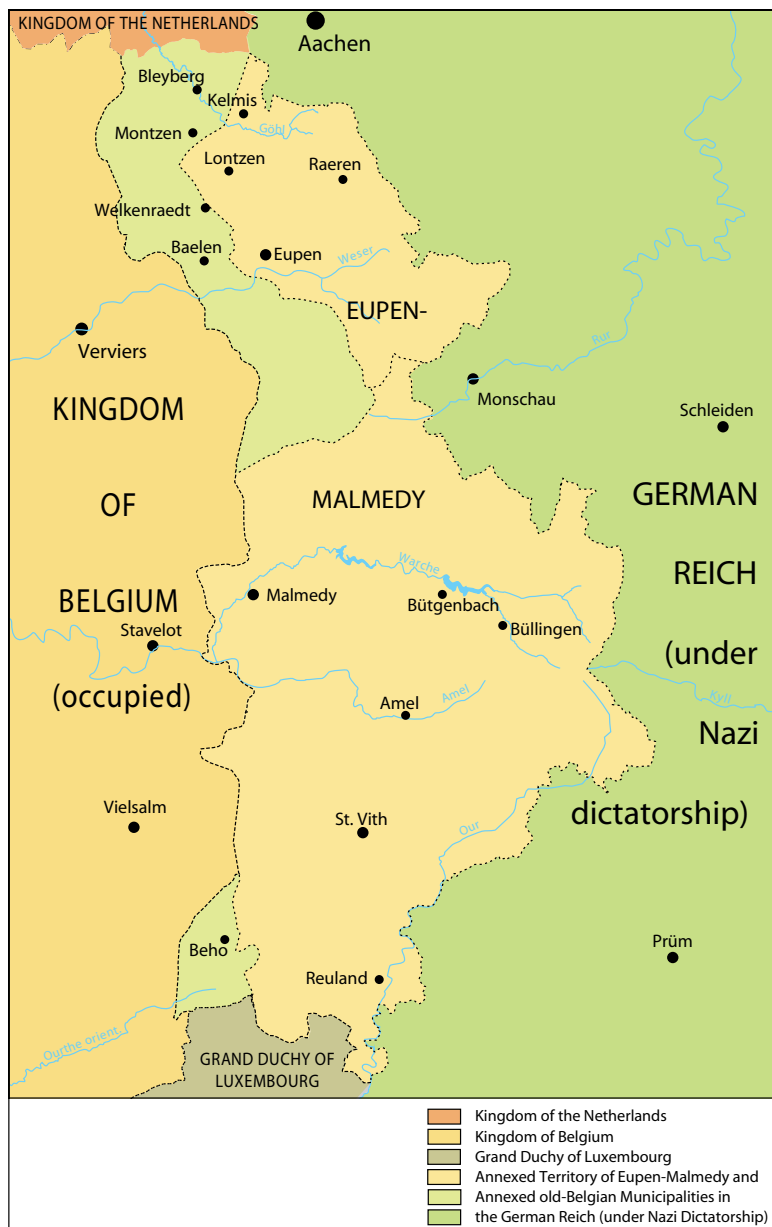 KINGDOM OF THE NETHERLANDS
Aachen
Bleyberg
Kelmis
Göhl
Montzen
Lontzen
Raeren
Welkenraedt
Baelen
Eupen
Weser
EUPEN-
Rur
Verviers
Monschau
KINGDOM
Schleiden
OF
MALMEDY
GERMAN
Warche
REICH
BELGIUM
Malmedy
Bütgenbach
Stavelot
Büllingen
(under
(occupied)
Amel
Amel
Kyll
Nazi
Vielsalm
St. Vith
Our
dictatorship)
Beho
Prüm
Reuland
Ourthe orient.
GRAND DUCHY OF
LUXEMBOURG
Kingdom of the Netherlands
Kingdom of Belgium
Grand Duchy of Luxembourg
Annexed Territory of Eupen-Malmedy and
Annexed old-Belgian Municipalities in
the German Reich (under Nazi Dictatorship)